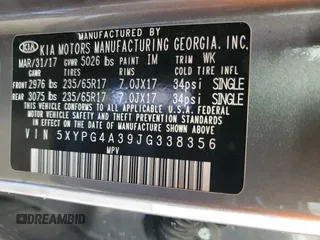 MANUFACTURED BY
KIA KIA MOTORS MANUFACTURING GEORGIA, INC.
MAR/31/17 GVWR 5026 lbs PAINT IM TRIM WK
GAWR TIRES RIMS COLD TIRE PRESSURE
FRONT 2976 lbs 235/65R17 7.0JX17 34psi SINGLE
REAR 3075 lbs 235/65R17 7.0JX17 34psi SINGLE
THIS VEHICLE CONFORMS TO ALL APPLICABLE
U.S. FEDERAL MOTOR VEHICLE SAFETY AND THEFT
PREVENTION STANDARDS IN EFFECT ON THE DATE
OF MANUFACTURE SHOWN ABOVE.
VIN 5XYPG4A39JG338356
MPV
DREAMBID